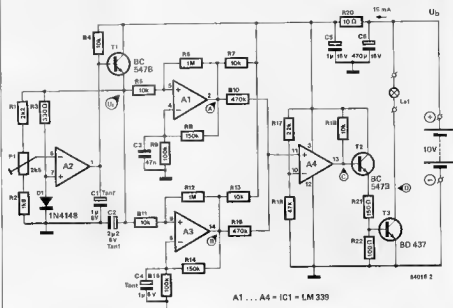 R20
10Ω
15 mA
Ub
C5
C6
1µ 16V
470µ 16V
R4
10k
T1
BC
547B
R6
1M
R7
10k
R5
10k
A1
R10
470k
R1
2k2
R3
330Ω
A2
R8
150k
C3
47n
R9
100k
P1
2k5
R17
22k
R19
10k
La1
T2
A4
BC
547B
10V
C1
Tant
1µ
6V
R12
1M
R13
10k
R2
1k8
D1
1N4148
C2
2µ2
6V
Tant
R11
10k
A3
R16
470k
R18
47k
R21
150Ω
T3
R22
100Ω
BD 437
R14
150k
C4
Tant
1µ 6V
R15
100k
84016 2
A1 ... A4 = IC1 = LM 339